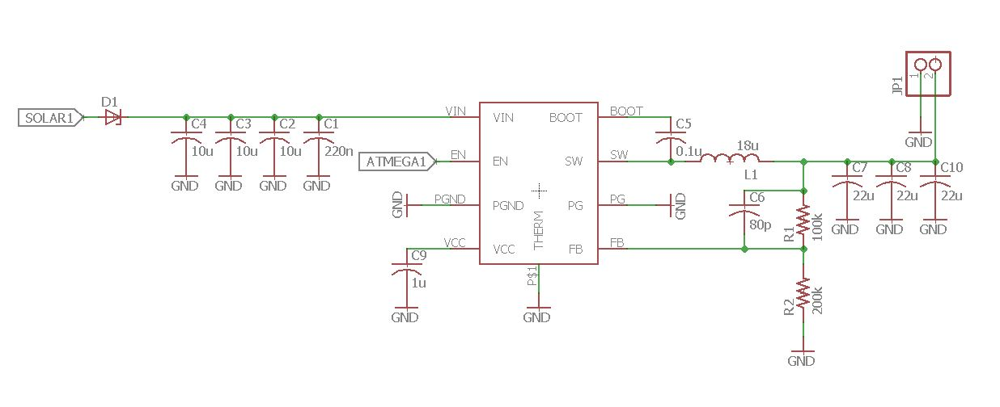 JP1
1 2
GND
SOLAR1
D1
C4
10u
GND
C3
10u
GND
C2
10u
GND
C1
220n
GND
VIN
EN
PGND
VCC
ATMEGA1
GND
C9
1u
GND
VIN
EN
PGND
VCC
BOOT
SW
PG
FB
THERM
P$1
GND
BOOT
SW
PG
FB
C5
0.1u
18u
L1
GND
C6
80p
R1
100k
R2
200k
GND
C7
22u
GND
C8
22u
GND
C10
22u
GND